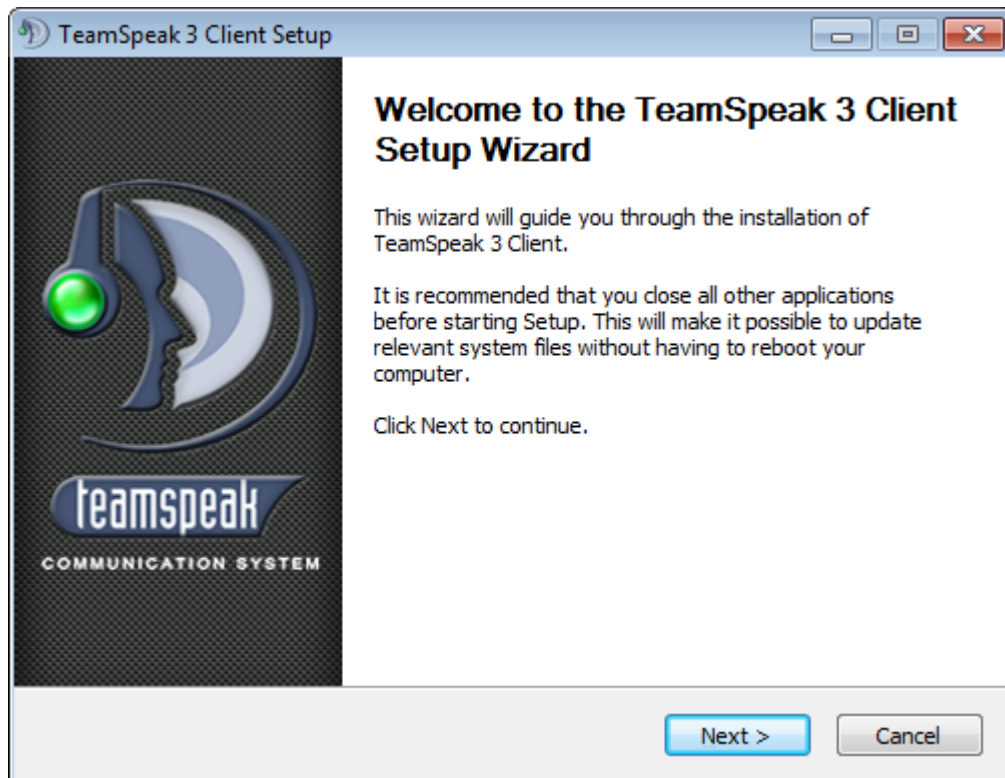 TeamSpeak 3 Client Setup
Welcome to the TeamSpeak 3 Client
Setup Wizard
This wizard will guide you through the installation of
TeamSpeak 3 Client.
It is recommended that you close all other applications
before starting Setup. This will make it possible to update
relevant system files without having to reboot your
computer.
Click Next to continue.
teamspeak
COMMUNICATION SYSTEM
Next >
Cancel